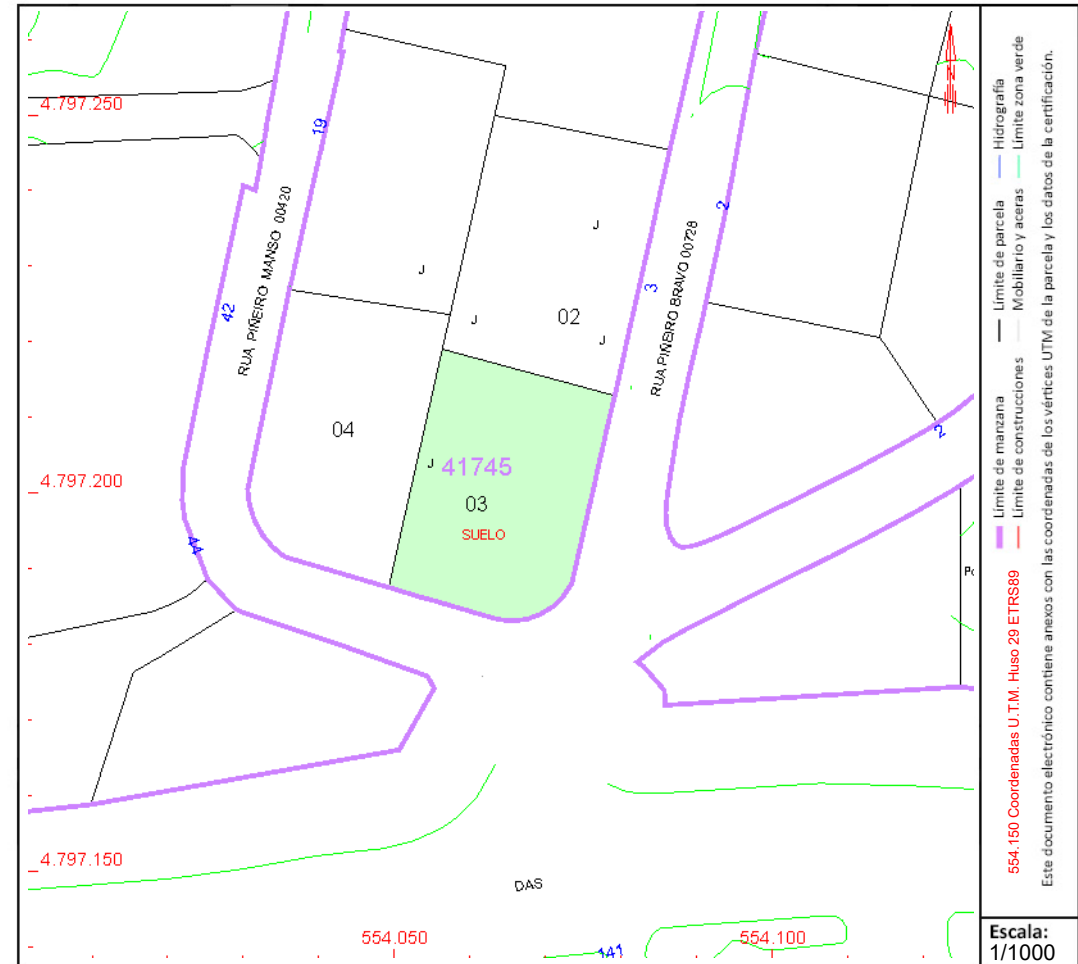 4.797.250
19
RUA PIÑEIRO MANSO 00420
42
J
J
J
J
02
2
3
RUA PIÑEIRO BRAVO 00728
04
J
41745
03
SUELO
2
4.797.200
44
4.797.150
DAS
554.050
554.100
141
N
Hidrografía
Límite zona verde
Límite de parcela
Mobiliario y aceras
Límite de manzana
Límite de construcciones
554.150 Coordenadas U.T.M. Huso 29 ETRS89
Este documento electrónico contiene anexos con las coordenadas de los vértices UTM de la parcela y los datos de la certificación.
Escala:
1/1000